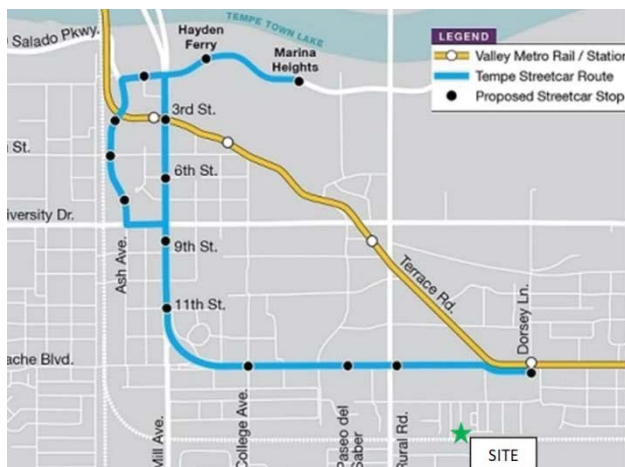 TEMPE TOWN LAKE
Salado Pkwy.
Hayden
Ferry
Marina
Heights
LEGEND
Valley Metro Rail / Station
Tempe Streetcar Route
Proposed Streetcar Stop
3rd St.
St.
6th St.
iversity Dr.
9th St.
Ash Ave.
Terrace Rd.
11th St.
Dorsey Ln.
ache Blvd.
Mill Ave.
College Ave.
Paseo del
Saber
Rural Rd.
SITE